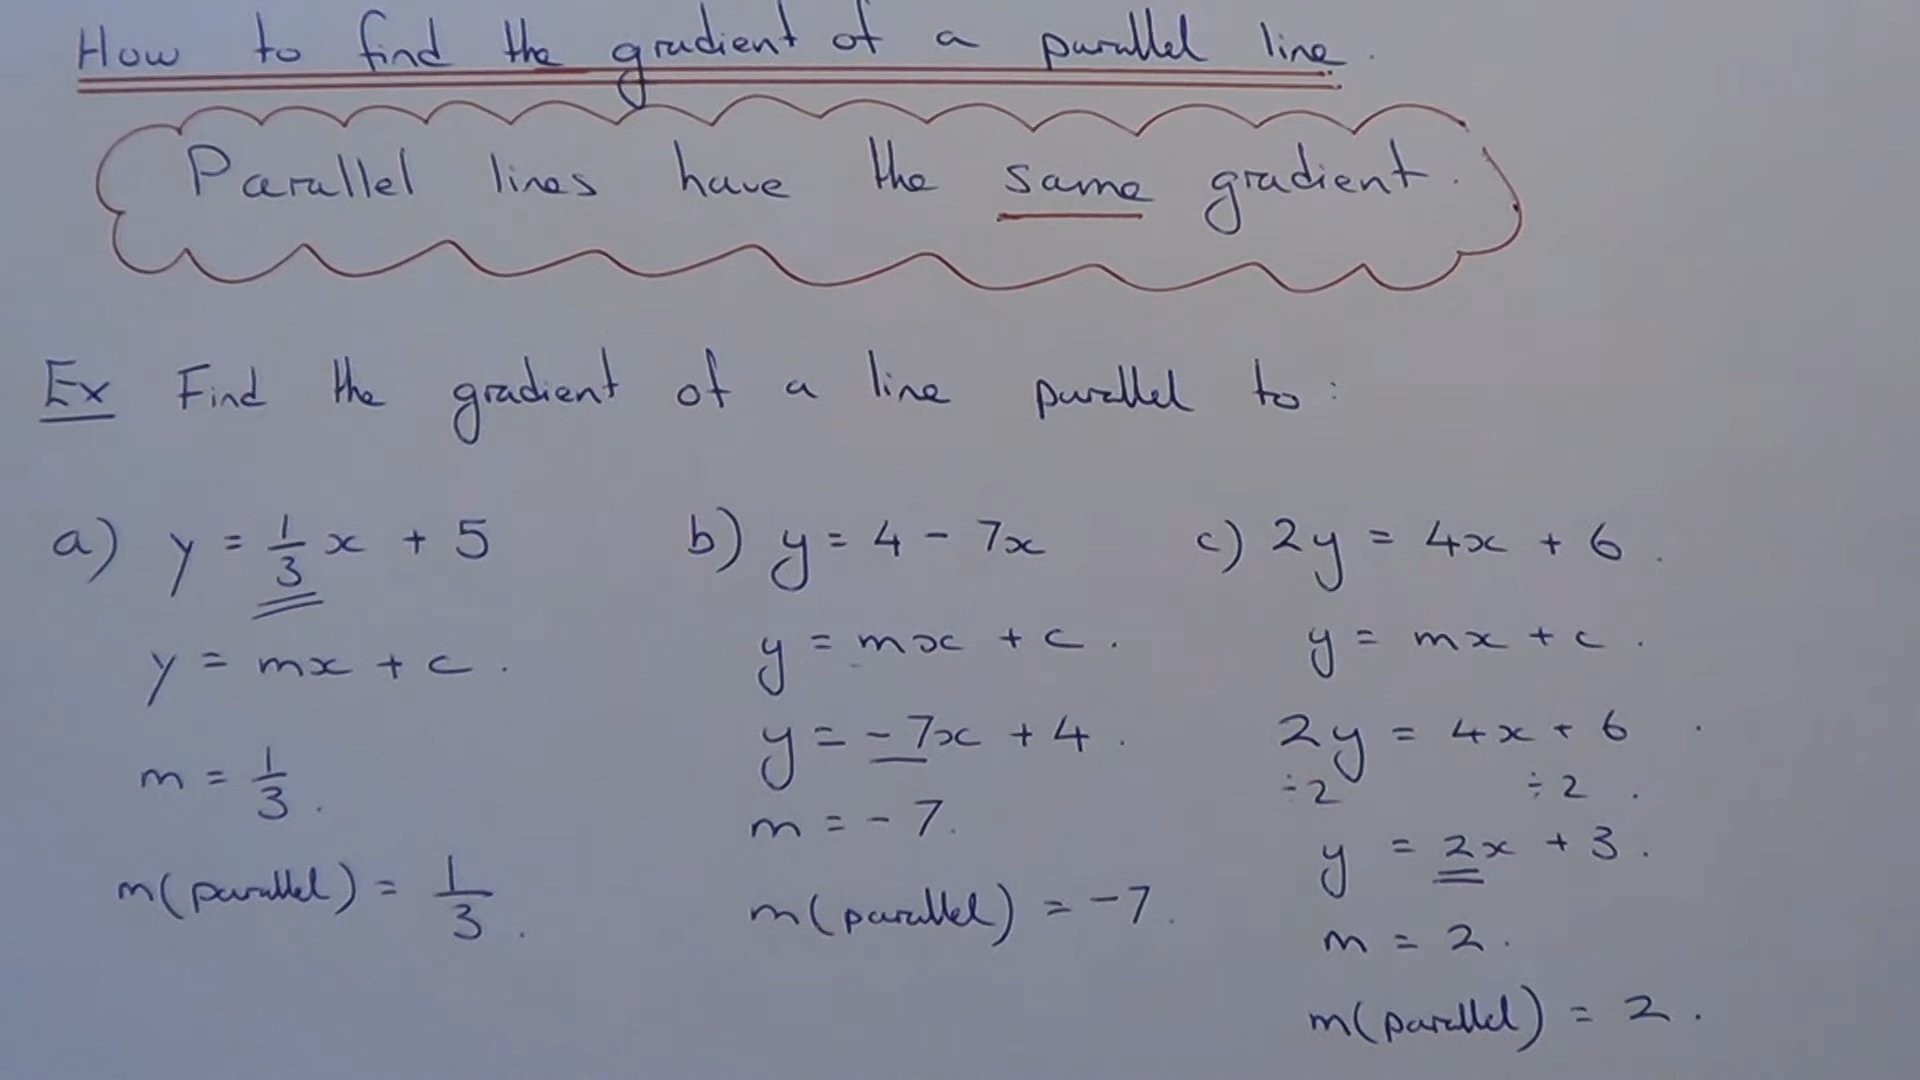 How to find the gradient of a parallel line.
Parallel lines have the same gradient.
Ex Find the gradient of a line parallel to:
a) y = 1/3 x + 5
y = mx + c.
m = 1/3.
m(parallel) = 1/3.
b) y = 4 - 7x
y = mx + c.
y = -7x + 4.
m = -7.
m(parallel) = -7.
c) 2y = 4x + 6.
y = mx + c.
2y = 4x + 6.
÷2 ÷2.
y = 2x + 3.
m = 2.
m(parallel) = 2.